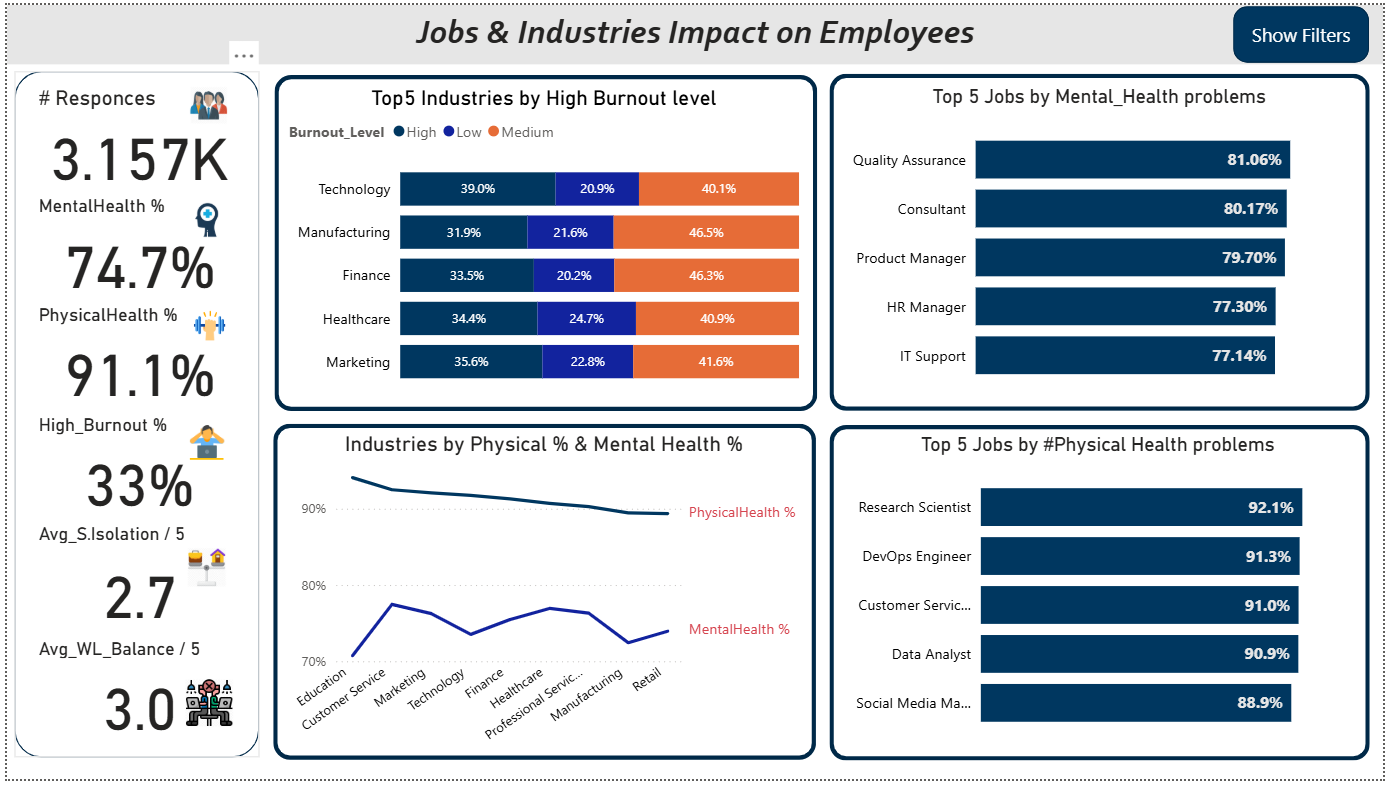 Jobs & Industries Impact on Employees
Show Filters
...
# Responces
3.157K
MentalHealth %
74.7%
PhysicalHealth %
91.1%
High_Burnout %
33%
Avg_S.Isolation / 5
2.7
Avg_WL_Balance / 5
3.0
Top5 Industries by High Burnout level
Burnout_Level High Low Medium
Technology 39.0% 20.9% 40.1%
Manufacturing 31.9% 21.6% 46.5%
Finance 33.5% 20.2% 46.3%
Healthcare 34.4% 24.7% 40.9%
Marketing 35.6% 22.8% 41.6%
Top 5 Jobs by Mental_Health problems
Quality Assurance 81.06%
Consultant 80.17%
Product Manager 79.70%
HR Manager 77.30%
IT Support 77.14%
Industries by Physical % & Mental Health %
90%
80%
70%
PhysicalHealth %
MentalHealth %
Education
Customer Service
Marketing
Technology
Finance
Healthcare
Professional Servic...
Manufacturing
Retail
Top 5 Jobs by #Physical Health problems
Research Scientist 92.1%
DevOps Engineer 91.3%
Customer Servic... 91.0%
Data Analyst 90.9%
Social Media Ma... 88.9%